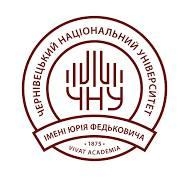 ЧЕРНІВЕЦЬКИЙ НАЦІОНАЛЬНИЙ УНІВЕРСИТЕТ
ЧНУ
ІМЕНІ ЮРІЯ ФЕДЬКОВИЧА
· 1875 ·
VIVAT ACADEMIA